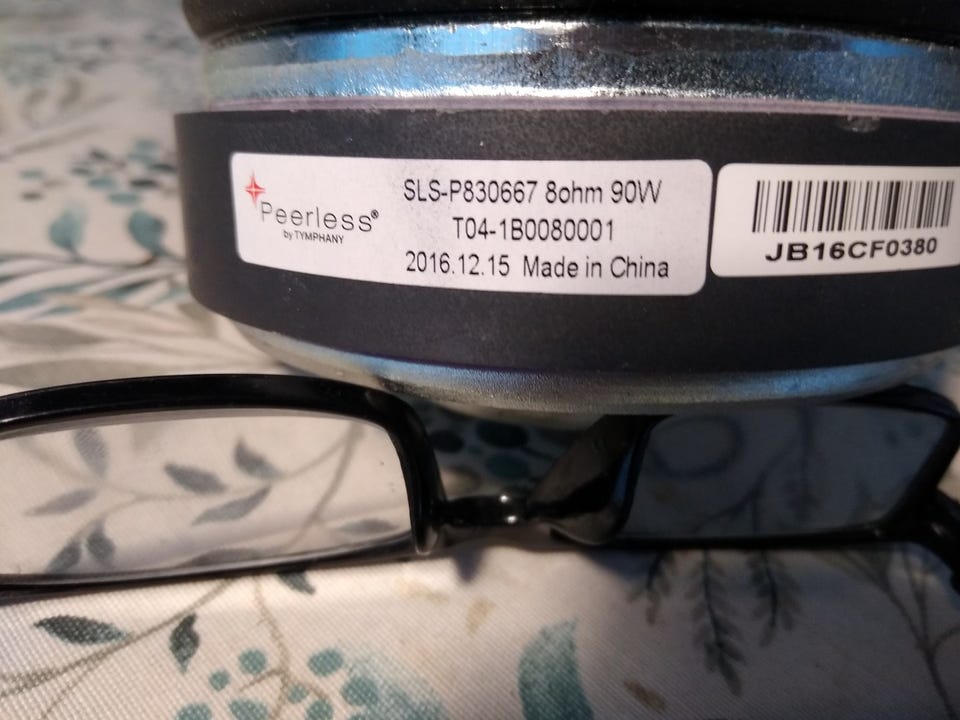 Peerless®
by TYMPHANY
SLS-P830667 8ohm 90W
T04-1B0080001
2016.12.15 Made in China
JB16CF0380